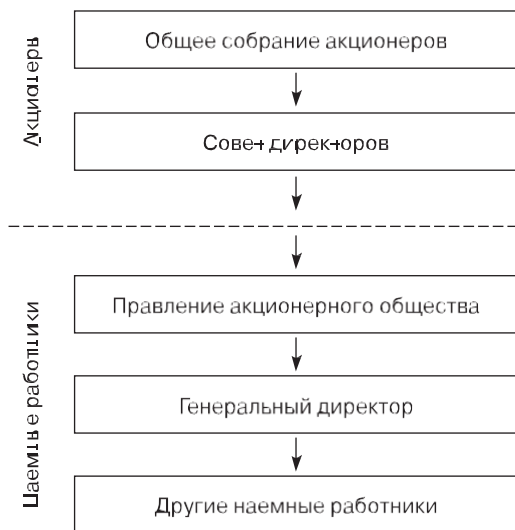 Акционеры
Общее собрание акционеров
Совет директоров
Наемные работники
Правление акционерного общества
Генеральный директор
Другие наемные работники